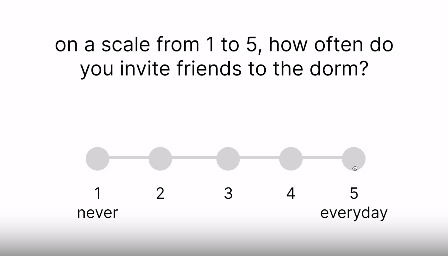 on a scale from 1 to 5, how often do
you invite friends to the dorm?
1 2 3 4 5
never everyday